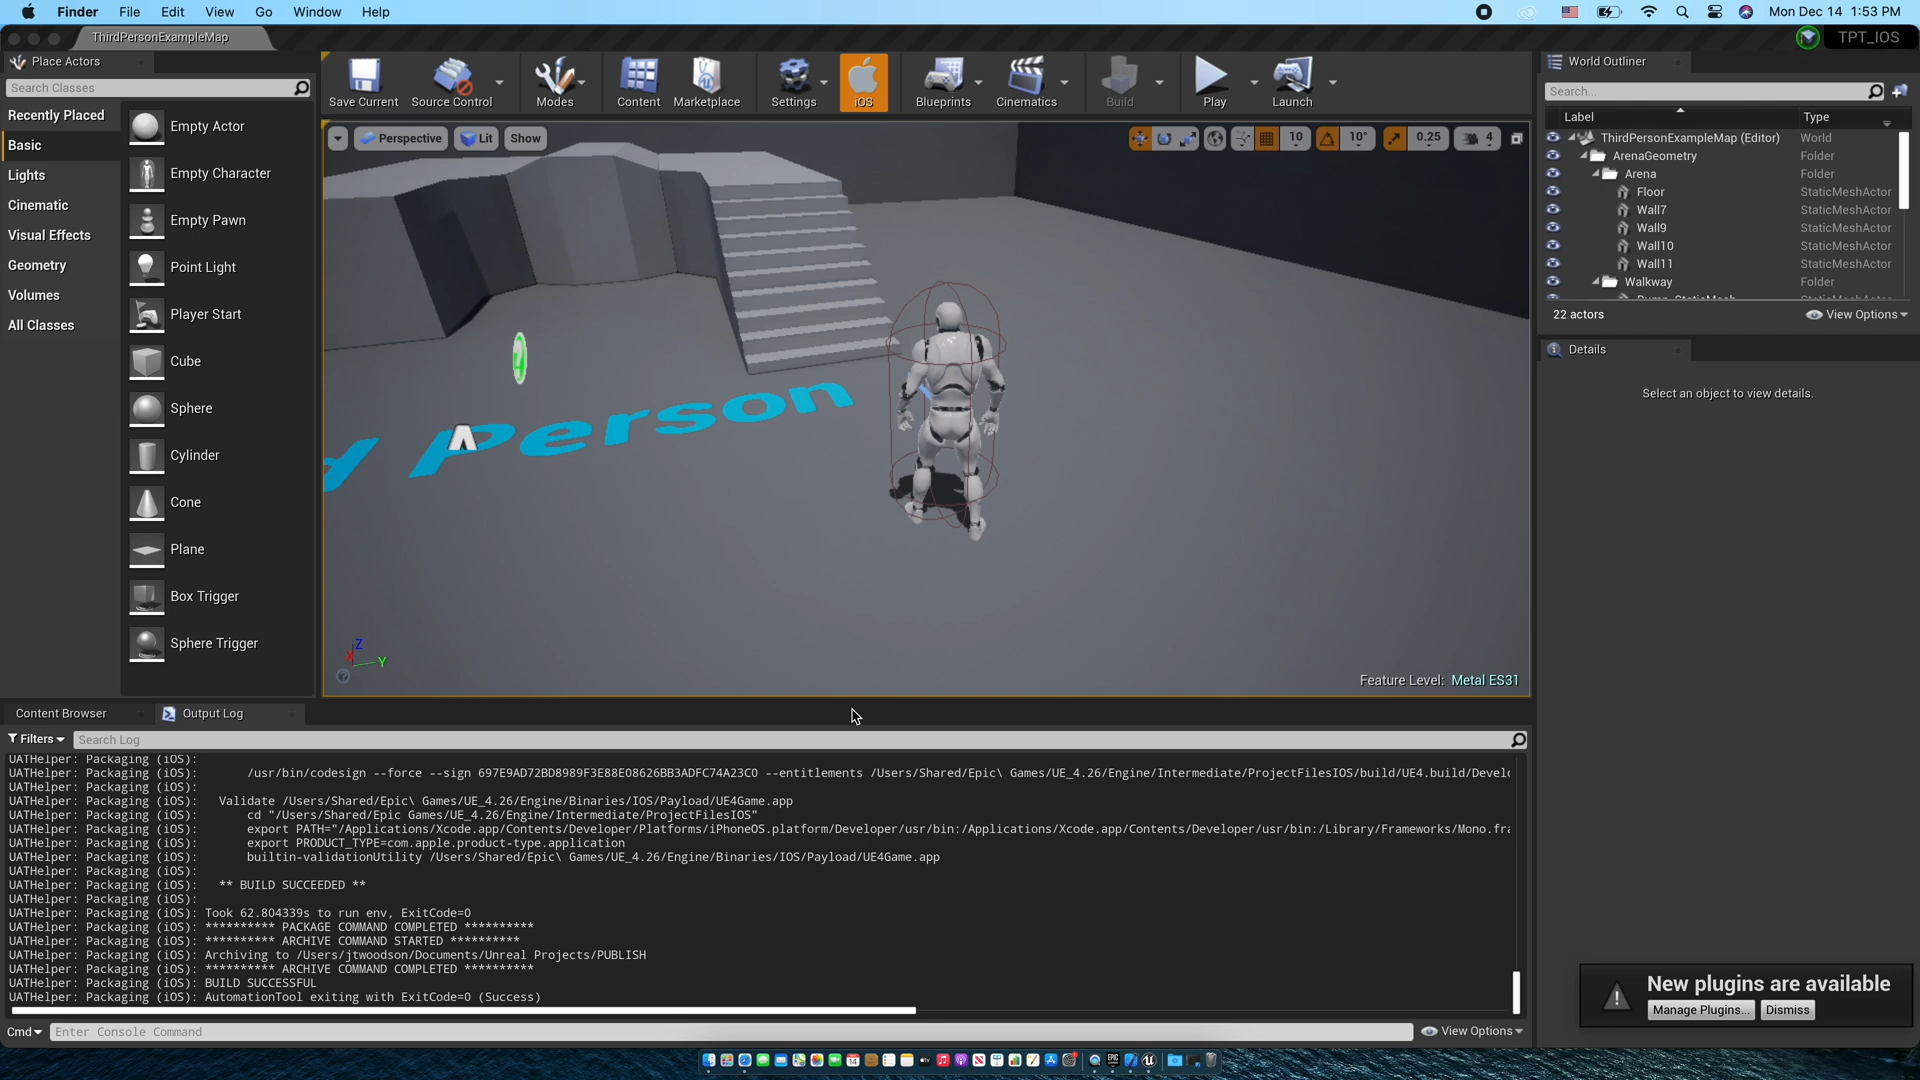 Finder File Edit View Go Window Help
Mon Dec 14 1:53 PM
ThirdPersonExampleMap
TPT_IOS
Place Actors
Search Classes
Recently Placed
Basic
Lights
Cinematic
Visual Effects
Geometry
Volumes
All Classes
Empty Actor
Empty Character
Empty Pawn
Point Light
Player Start
Cube
Sphere
Cylinder
Cone
Plane
Box Trigger
Sphere Trigger
Save Current Source Control Modes Content Marketplace Settings iOS Blueprints Cinematics Build Play Launch
Perspective Lit Show
10 10° 0.25 4
y Person
Z
X
Y
Feature Level: Metal ES31
World Outliner
Search...
Label Type
ThirdPersonExampleMap (Editor) World
ArenaGeometry Folder
Arena Folder
Floor StaticMeshActor
Wall7 StaticMeshActor
Wall9 StaticMeshActor
Wall10 StaticMeshActor
Wall11 StaticMeshActor
Walkway Folder
22 actors View Options
Details
Select an object to view details.
Content Browser Output Log
Filters Search Log
UATHelper: Packaging (iOS):
UATHelper: Packaging (iOS): /usr/bin/codesign --force --sign 697E9AD72BD8989F3E88E08626BB3ADFC74A23C0 --entitlements /Users/Shared/Epic\ Games/UE_4.26/Engine/Intermediate/ProjectFilesIOS/build/UE4.build/Develo
UATHelper: Packaging (iOS):
UATHelper: Packaging (iOS): Validate /Users/Shared/Epic\ Games/UE_4.26/Engine/Binaries/IOS/Payload/UE4Game.app
UATHelper: Packaging (iOS): cd "/Users/Shared/Epic Games/UE_4.26/Engine/Intermediate/ProjectFilesIOS"
UATHelper: Packaging (iOS): export PATH="/Applications/Xcode.app/Contents/Developer/Platforms/iPhoneOS.platform/Developer/usr/bin:/Applications/Xcode.app/Contents/Developer/usr/bin:/Library/Frameworks/Mono.fra
UATHelper: Packaging (iOS): export PRODUCT_TYPE=com.apple.product-type.application
UATHelper: Packaging (iOS): builtin-validationUtility /Users/Shared/Epic\ Games/UE_4.26/Engine/Binaries/IOS/Payload/UE4Game.app
UATHelper: Packaging (iOS):
UATHelper: Packaging (iOS): ** BUILD SUCCEEDED **
UATHelper: Packaging (iOS):
UATHelper: Packaging (iOS): Took 62.804339s to run env, ExitCode=0
UATHelper: Packaging (iOS): ********** PACKAGE COMMAND COMPLETED **********
UATHelper: Packaging (iOS): ********** ARCHIVE COMMAND STARTED **********
UATHelper: Packaging (iOS): Archiving to /Users/jtwoodson/Documents/Unreal Projects/PUBLISH
UATHelper: Packaging (iOS): ********** ARCHIVE COMMAND COMPLETED **********
UATHelper: Packaging (iOS): BUILD SUCCESSFUL
UATHelper: Packaging (iOS): AutomationTool exiting with ExitCode=0 (Success)
Cmd Enter Console Command View Options
New plugins are available
Manage Plugins... Dismiss